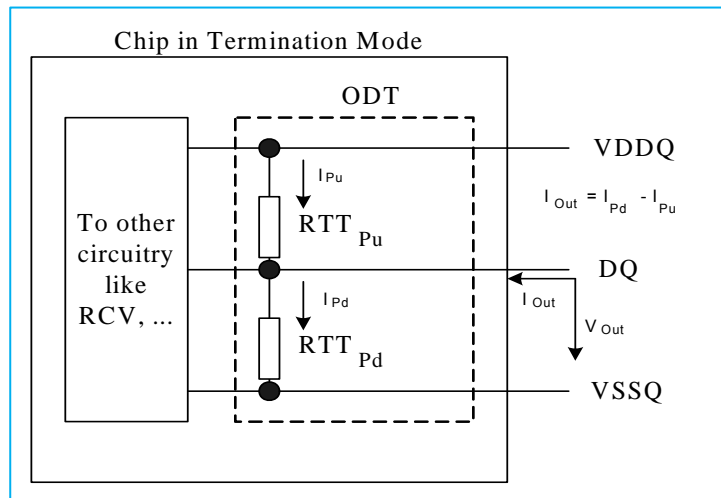 Chip in Termination Mode
ODT
VDDQ
I Pu
I Out = I Pd - I Pu
To other
circuitry
like
RCV, ...
RTT Pu
DQ
I Out
I Pd
V Out
RTT Pd
VSSQ